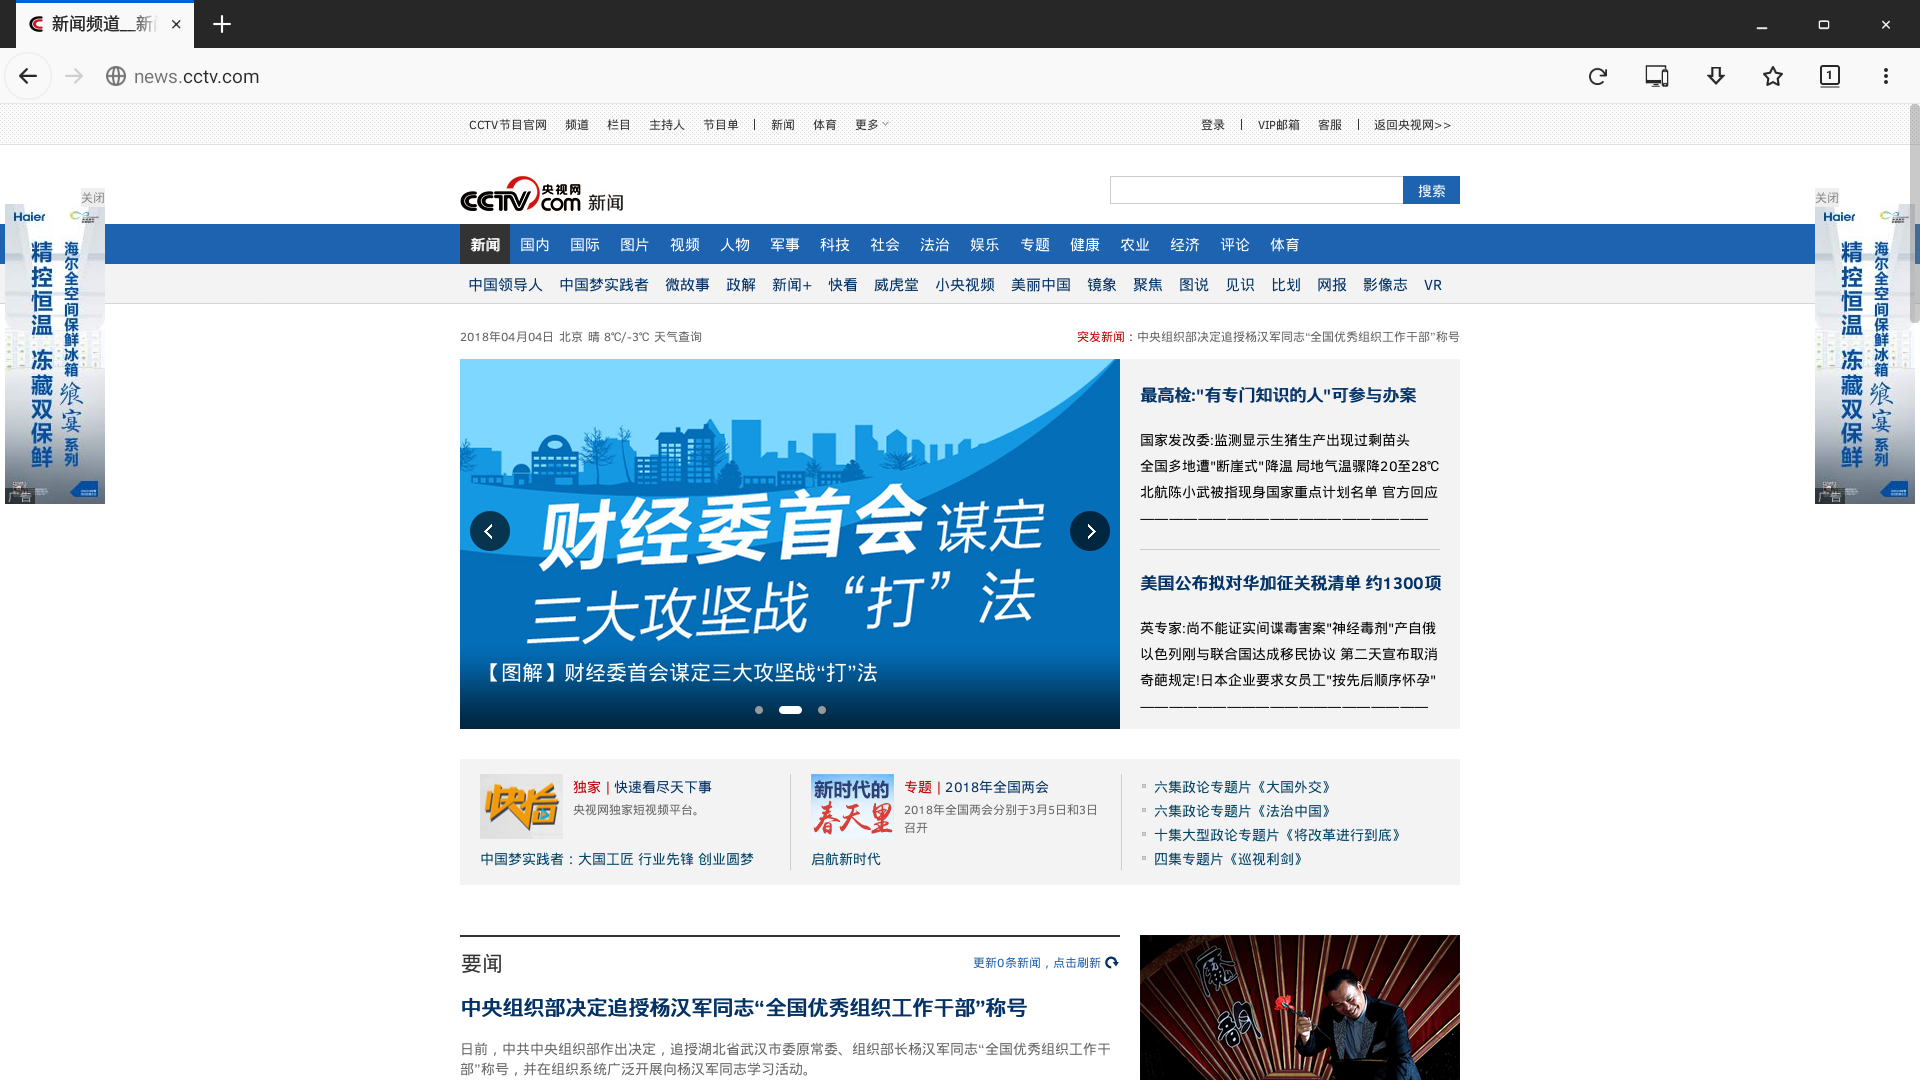 新闻频道__新
news.cctv.com
1
CCTV节目官网 频道 栏目 主持人 节目单 | 新闻 体育 更多
登录 | VIP邮箱 客服 | 返回央视网>>
关闭
Haier
海尔全空间保鲜冰箱 飨宴 系列
精控恒温 冻藏双保鲜
广告
CCTV.com 央视网 新闻
搜索
关闭
Haier
海尔全空间保鲜冰箱 飨宴 系列
精控恒温 冻藏双保鲜
广告
新闻 国内 国际 图片 视频 人物 军事 科技 社会 法治 娱乐 专题 健康 农业 经济 评论 体育
中国领导人 中国梦实践者 微故事 政解 新闻+ 快看 威虎堂 小央视频 美丽中国 镜象 聚焦 图说 见识 比划 网报 影像志 VR
2018年04月04日 北京 晴 8℃/-3℃ 天气查询
突发新闻：中央组织部决定追授杨汉军同志“全国优秀组织工作干部”称号
财经委首会谋定
三大攻坚战“打”法
【图解】财经委首会谋定三大攻坚战“打”法
最高检:"有专门知识的人"可参与办案
国家发改委:监测显示生猪生产出现过剩苗头
全国多地遭"断崖式"降温 局地气温骤降20至28℃
北航陈小武被指现身国家重点计划名单 官方回应
————————————————————
美国公布拟对华加征关税清单 约1300项
英专家:尚不能证实间谍毒害案"神经毒剂"产自俄
以色列刚与联合国达成移民协议 第二天宣布取消
奇葩规定!日本企业要求女员工"按先后顺序怀孕"
————————————————————
快看
独家 | 快速看尽天下事
央视网独家短视频平台。
中国梦实践者：大国工匠 行业先锋 创业圆梦
新时代的
春天里
专题 | 2018年全国两会
2018年全国两会分别于3月5日和3日
召开
启航新时代
六集政论专题片《大国外交》
六集政论专题片《法治中国》
十集大型政论专题片《将改革进行到底》
四集专题片《巡视利剑》
要闻
更新0条新闻，点击刷新
中央组织部决定追授杨汉军同志“全国优秀组织工作干部”称号
日前，中共中央组织部作出决定，追授湖北省武汉市委原常委、组织部长杨汉军同志“全国优秀组织工作干
部”称号，并在组织系统广泛开展向杨汉军同志学习活动。